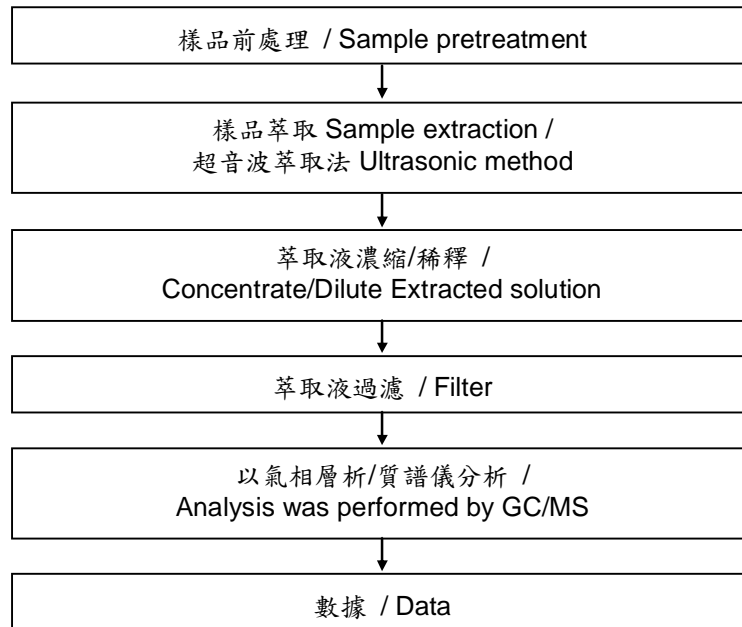 樣品前處理 / Sample pretreatment
樣品萃取 Sample extraction /
超音波萃取法 Ultrasonic method
萃取液濃縮/稀釋 /
Concentrate/Dilute Extracted solution
萃取液過濾 / Filter
以氣相層析/質譜儀分析 /
Analysis was performed by GC/MS
數據 / Data